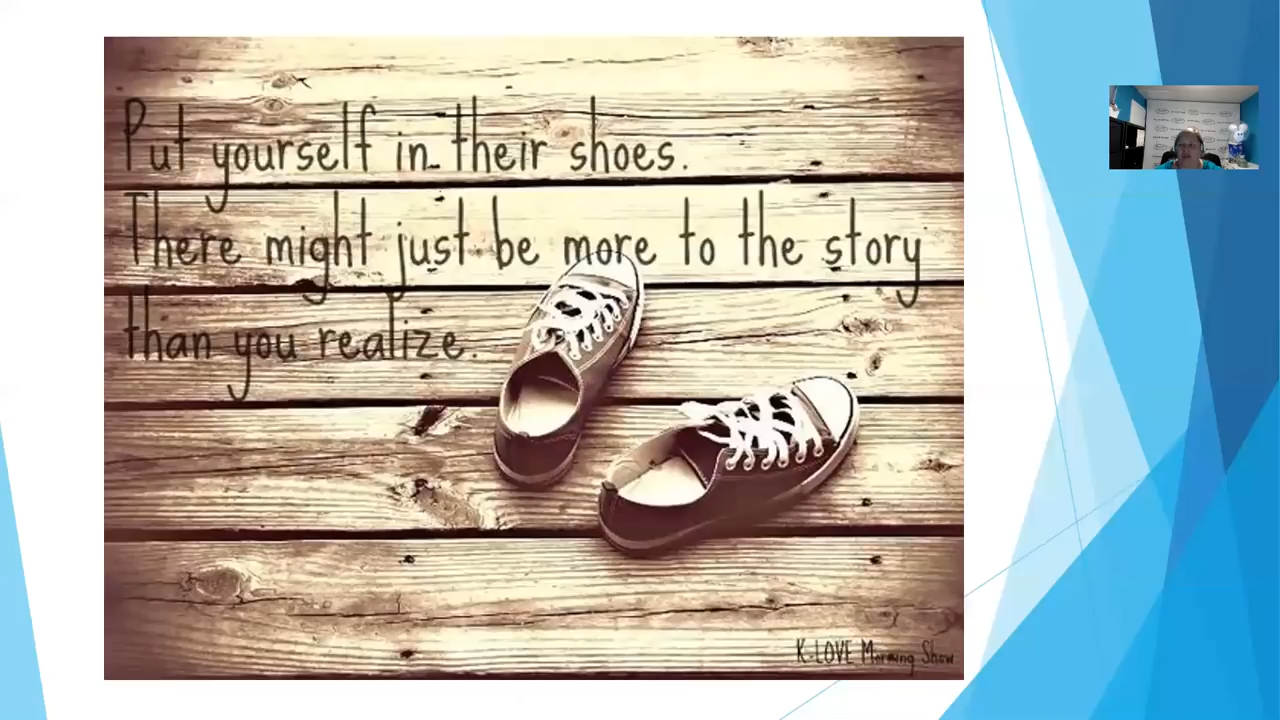 Put yourself in their shoes.
There might just be more to the story
than you realize.
K-LOVE Morning Show